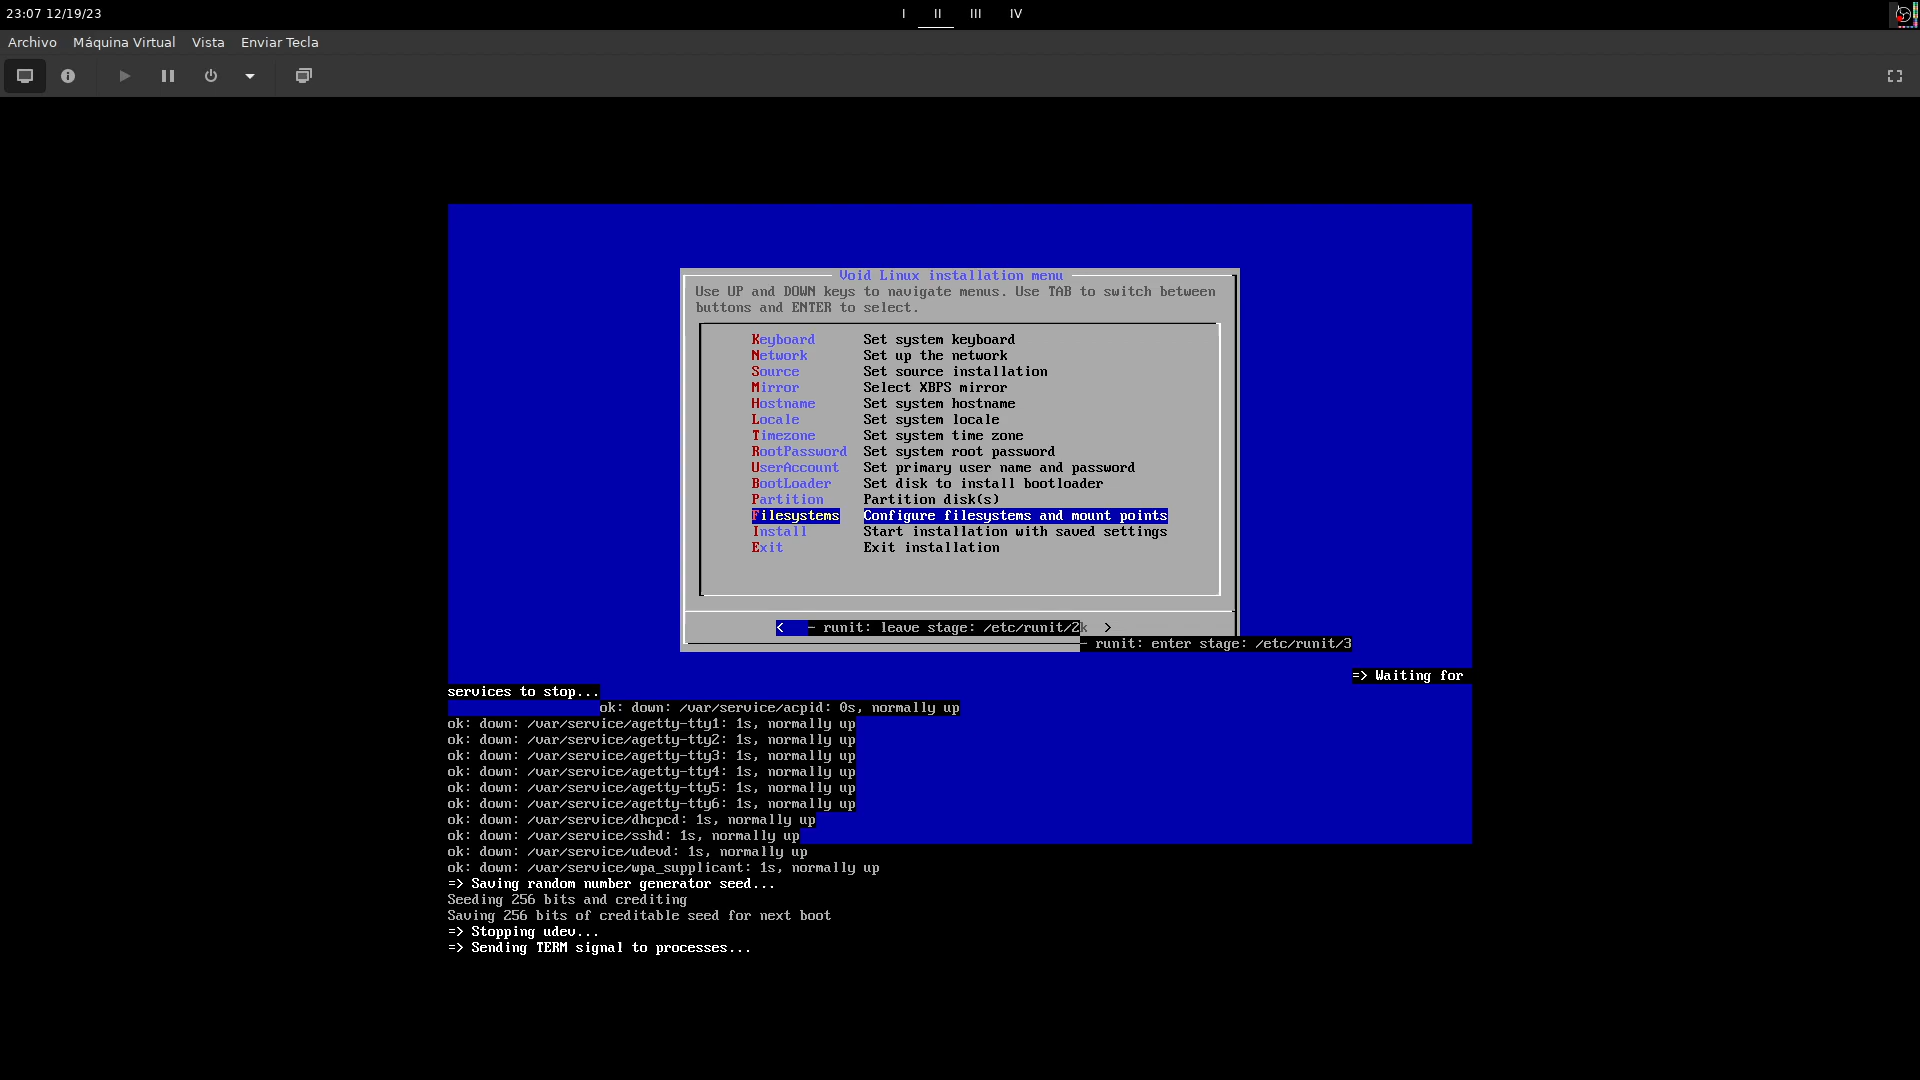 23:07 12/19/23
I II III IV
Archivo Máquina Virtual Vista Enviar Tecla
Void Linux installation menu
Use UP and DOWN keys to navigate menus. Use TAB to switch between
buttons and ENTER to select.
Keyboard Set system keyboard
Network Set up the network
Source Set source installation
Mirror Select XBPS mirror
Hostname Set system hostname
Locale Set system locale
Timezone Set system time zone
RootPassword Set system root password
UserAccount Set primary user name and password
BootLoader Set disk to install bootloader
Partition Partition disk(s)
Filesystems Configure filesystems and mount points
Install Start installation with saved settings
Exit Exit installation
< - runit: leave stage: /etc/runit/2k >
- runit: enter stage: /etc/runit/3
=> Waiting for
services to stop...
ok: down: /var/service/acpid: 0s, normally up
ok: down: /var/service/agetty-tty1: 1s, normally up
ok: down: /var/service/agetty-tty2: 1s, normally up
ok: down: /var/service/agetty-tty3: 1s, normally up
ok: down: /var/service/agetty-tty4: 1s, normally up
ok: down: /var/service/agetty-tty5: 1s, normally up
ok: down: /var/service/agetty-tty6: 1s, normally up
ok: down: /var/service/dhcpcd: 1s, normally up
ok: down: /var/service/sshd: 1s, normally up
ok: down: /var/service/udevd: 1s, normally up
ok: down: /var/service/wpa_supplicant: 1s, normally up
=> Saving random number generator seed...
Seeding 256 bits and crediting
Saving 256 bits of creditable seed for next boot
=> Stopping udev...
=> Sending TERM signal to processes...